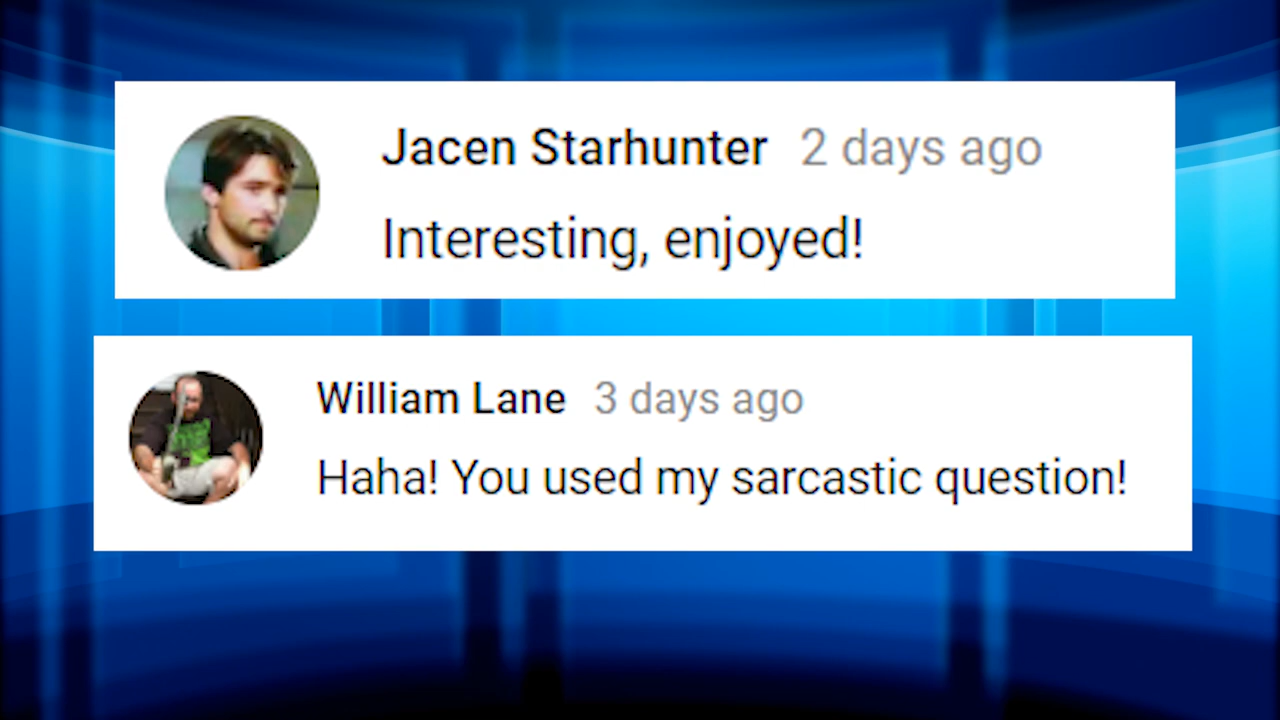 Jacen Starhunter 2 days ago
Interesting, enjoyed!
William Lane 3 days ago
Haha! You used my sarcastic question!